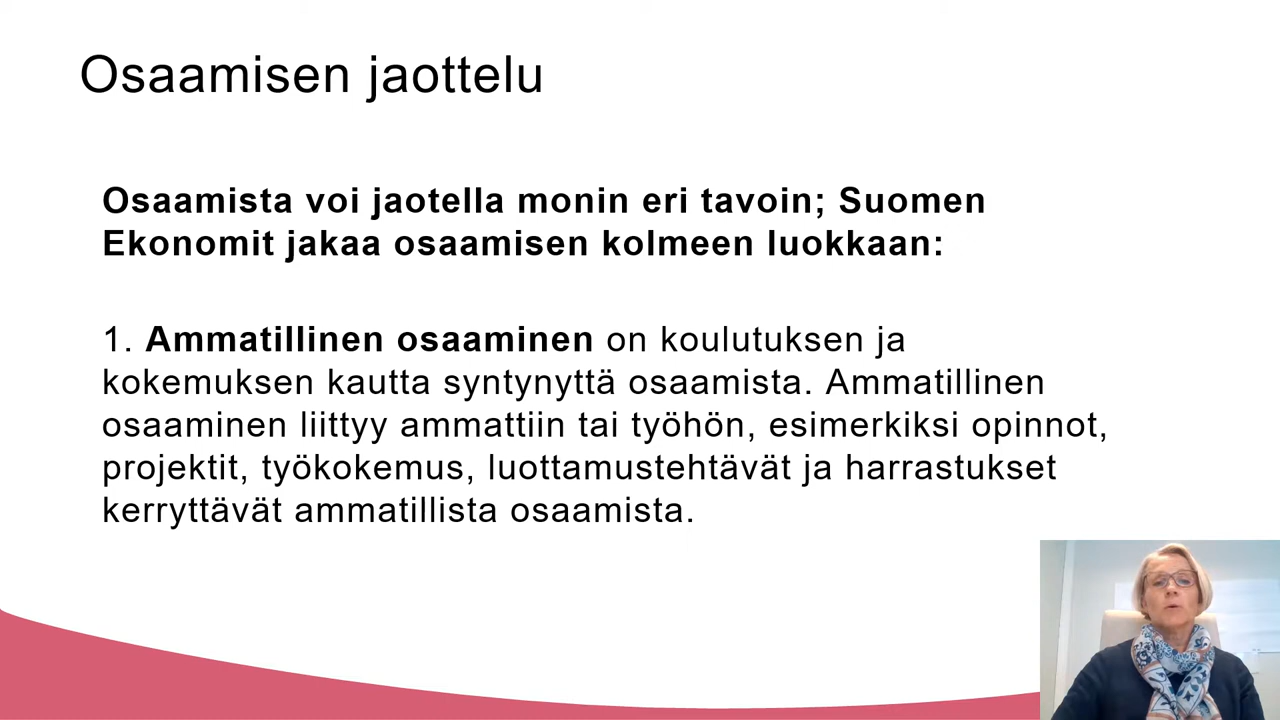 Osaamisen jaottelu
Osaamista voi jaotella monin eri tavoin; Suomen
Ekonomit jakaa osaamisen kolmeen luokkaan:
1. Ammatillinen osaaminen on koulutuksen ja
kokemuksen kautta syntynyttä osaamista. Ammatillinen
osaaminen liittyy ammattiin tai työhön, esimerkiksi opinnot,
projektit, työkokemus, luottamustehtävät ja harrastukset
kerryttävät ammatillista osaamista.